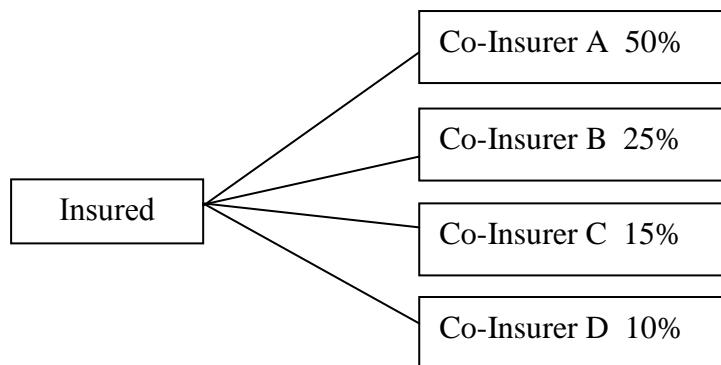 Co-Insurer A 50%
Co-Insurer B 25%
Insured
Co-Insurer C 15%
Co-Insurer D 10%